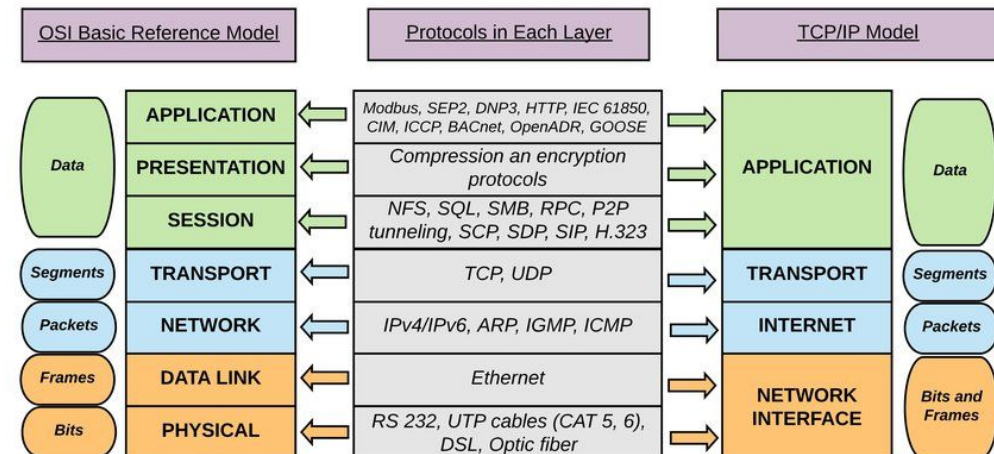 OSI Basic Reference Model
Protocols in Each Layer
TCP/IP Model
Data
APPLICATION
Modbus, SEP2, DNP3, HTTP, IEC 61850,
CIM, ICCP, BACnet, OpenADR, GOOSE
PRESENTATION
Compression an encryption
protocols
SESSION
NFS, SQL, SMB, RPC, P2P
tunneling, SCP, SDP, SIP, H.323
APPLICATION
Data
Segments
TRANSPORT
TCP, UDP
TRANSPORT
Segments
Packets
NETWORK
IPv4/IPv6, ARP, IGMP, ICMP
INTERNET
Packets
Frames
DATA LINK
Ethernet
Bits
PHYSICAL
RS 232, UTP cables (CAT 5, 6),
DSL, Optic fiber
NETWORK
INTERFACE
Bits and
Frames